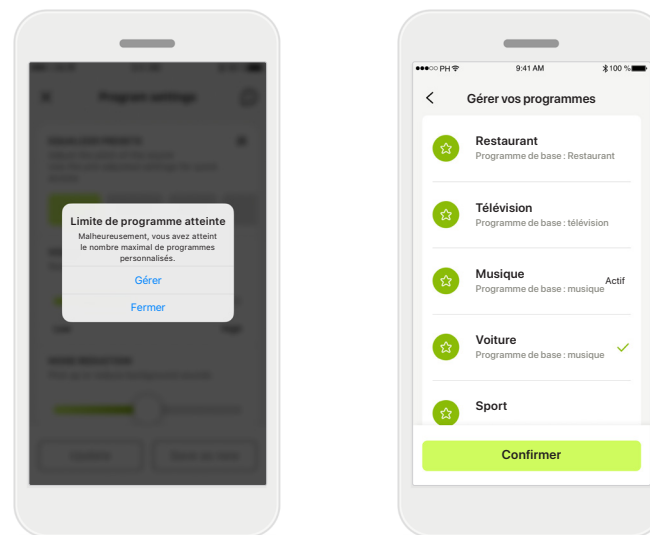 Program settings
Limite de programme atteinte
Malheureusement, vous avez atteint
le nombre maximal de programmes
personnalisés.
Gérer
Fermer
PH
9:41 AM
100 %
Gérer vos programmes
Restaurant
Programme de base : Restaurant
Télévision
Programme de base : télévision
Musique
Programme de base : musique
Actif
Voiture
Programme de base : musique
Sport
Confirmer